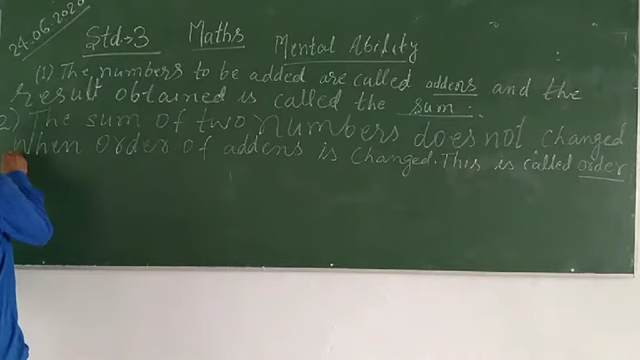 24.06.2020
Std:-3 Maths
Mental Ability
(1) The numbers to be added are called addens and the
result obtained is called the sum.
2) The sum of two numbers does not changed
when order of addens is changed. This is called order